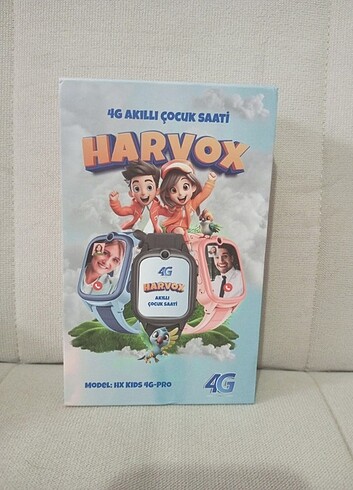 4G AKILLI ÇOCUK SAATİ
HARVOX
4G
HARVOX
AKILLI
ÇOCUK SAATİ
MODEL: HX KIDS 4G-PRO
4G